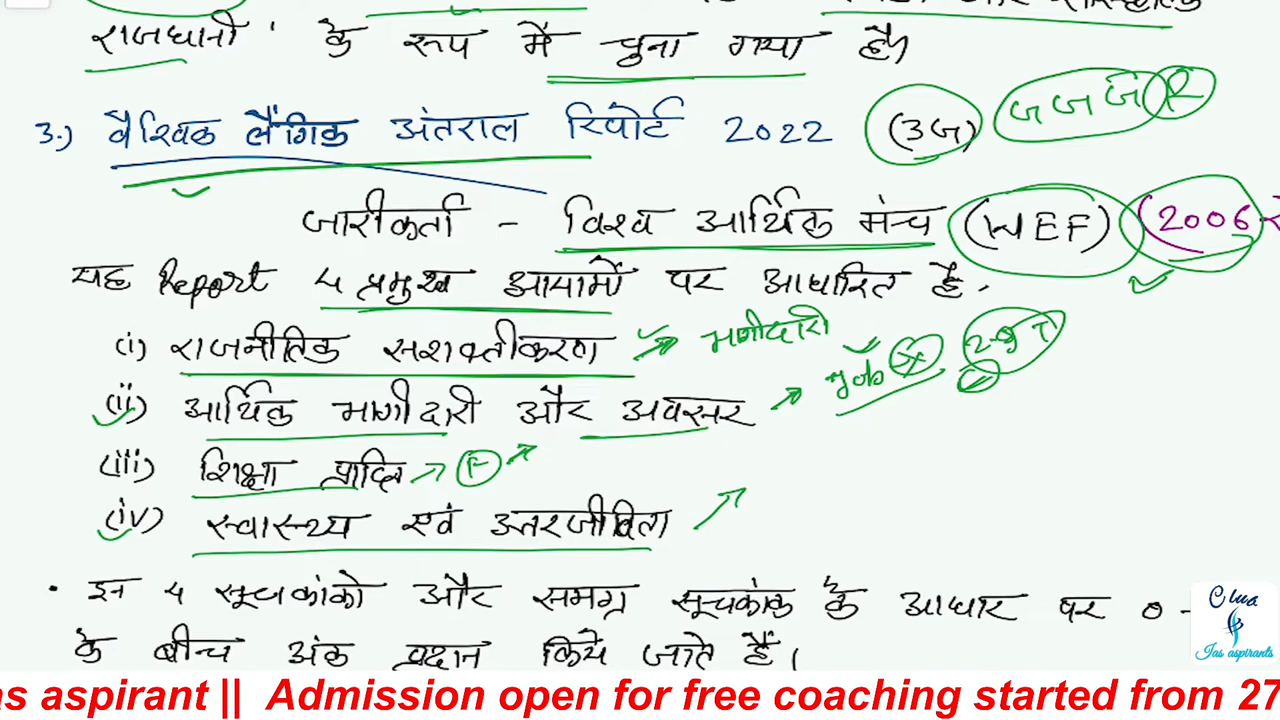 राजधानी' के रूप में चुना गया है।
3.) वैश्विक लैंगिक अंतराल रिपोर्ट 2022 (3ज) ज ज ज R
जारीकर्ता - विश्व आर्थिक मंच (WEF) (2006
यह Report 4 प्रमुख आयामों पर आधारित है.
(i) राजनीतिक सशक्तीकरण → भागीदारी
(ii) आर्थिक भागीदारी और अवसर → Job
(iii) शिक्षा प्राप्ति → F
(iv) स्वास्थ्य एवं उत्तरजीविता
• इन 4 सूचकांको और समग्र सूचकांक के आधार पर 0 -
के बीच अंक प्रदान किये जाते हैं।
Ias aspirants
as aspirant || Admission open for free coaching started from 27